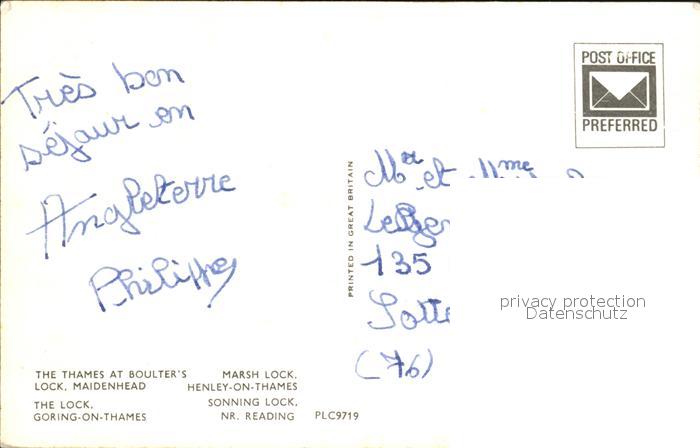 Très bon
séjour en
Angleterre
Philippe
POST OFFICE
PREFERRED
PRINTED IN GREAT BRITAIN
Mr et Mme
135
Sotte
(76)
privacy protection
Datenschutz
THE THAMES AT BOULTER'S
LOCK, MAIDENHEAD
MARSH LOCK,
HENLEY-ON-THAMES
THE LOCK,
GORING-ON-THAMES
SONNING LOCK,
NR. READING
PLC9719